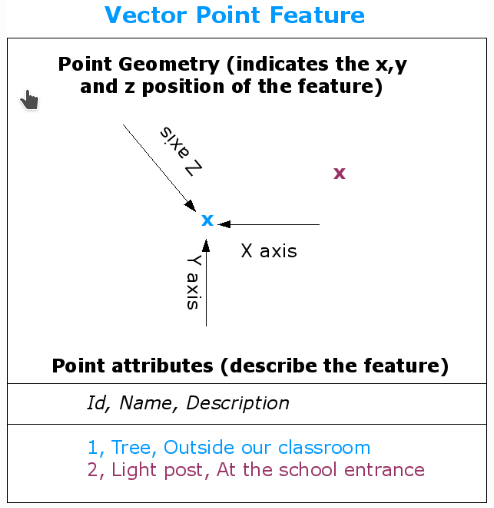 Vector Point Feature
Point Geometry (indicates the x,y
and z position of the feature)
Z axis
x
x
X axis
Y axis
Point attributes (describe the feature)
Id, Name, Description
1, Tree, Outside our classroom
2, Light post, At the school entrance